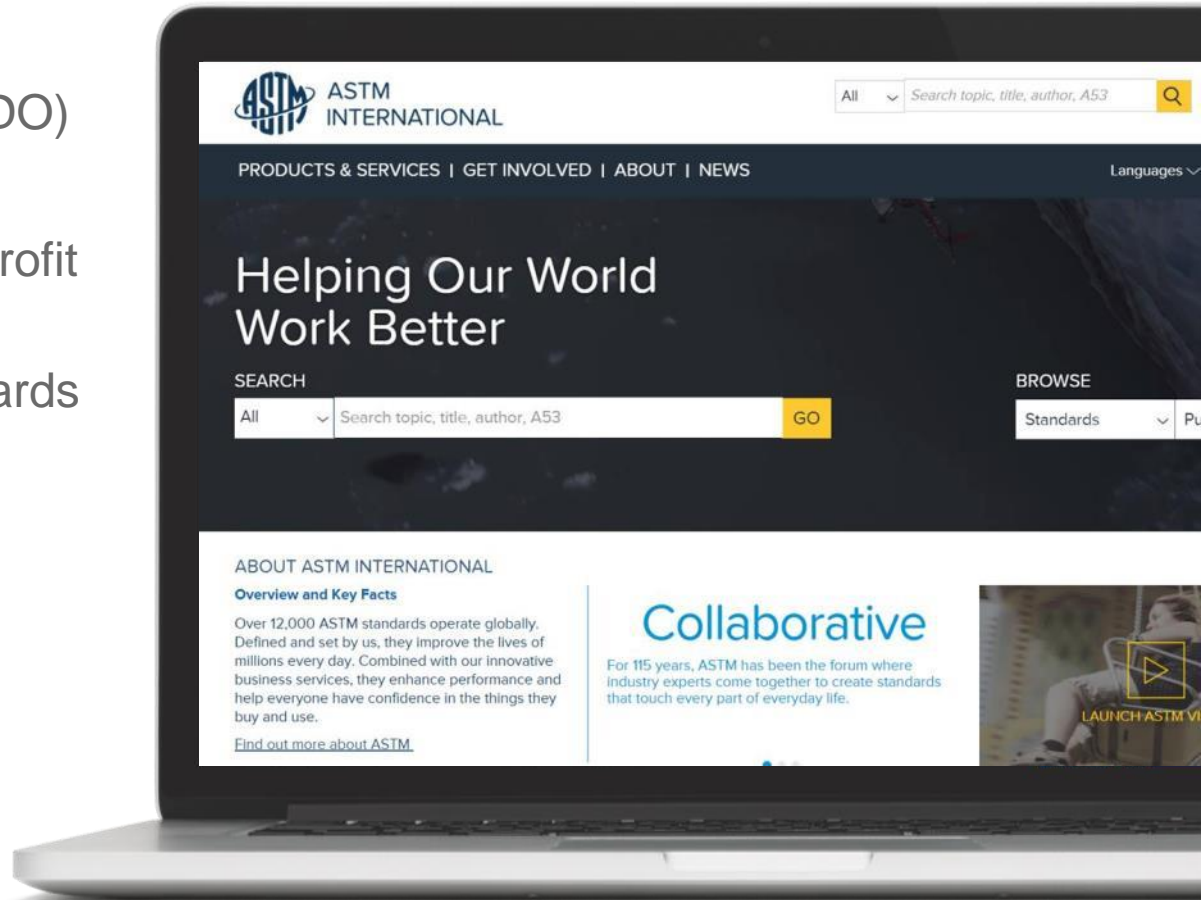 DO)
rofit
ards
ASTM
ASTM
INTERNATIONAL
All
Search topic, title, author, A53
PRODUCTS & SERVICES | GET INVOLVED | ABOUT | NEWS
Languages
Helping Our World
Work Better
SEARCH
All
Search topic, title, author, A53
GO
BROWSE
Standards
Pu
ABOUT ASTM INTERNATIONAL
Overview and Key Facts
Over 12,000 ASTM standards operate globally.
Defined and set by us, they improve the lives of
millions every day. Combined with our innovative
business services, they enhance performance and
help everyone have confidence in the things they
buy and use.
Find out more about ASTM
Collaborative
For 115 years, ASTM has been the forum where
industry experts come together to create standards
that touch every part of everyday life.
LAUNCH ASTM VI